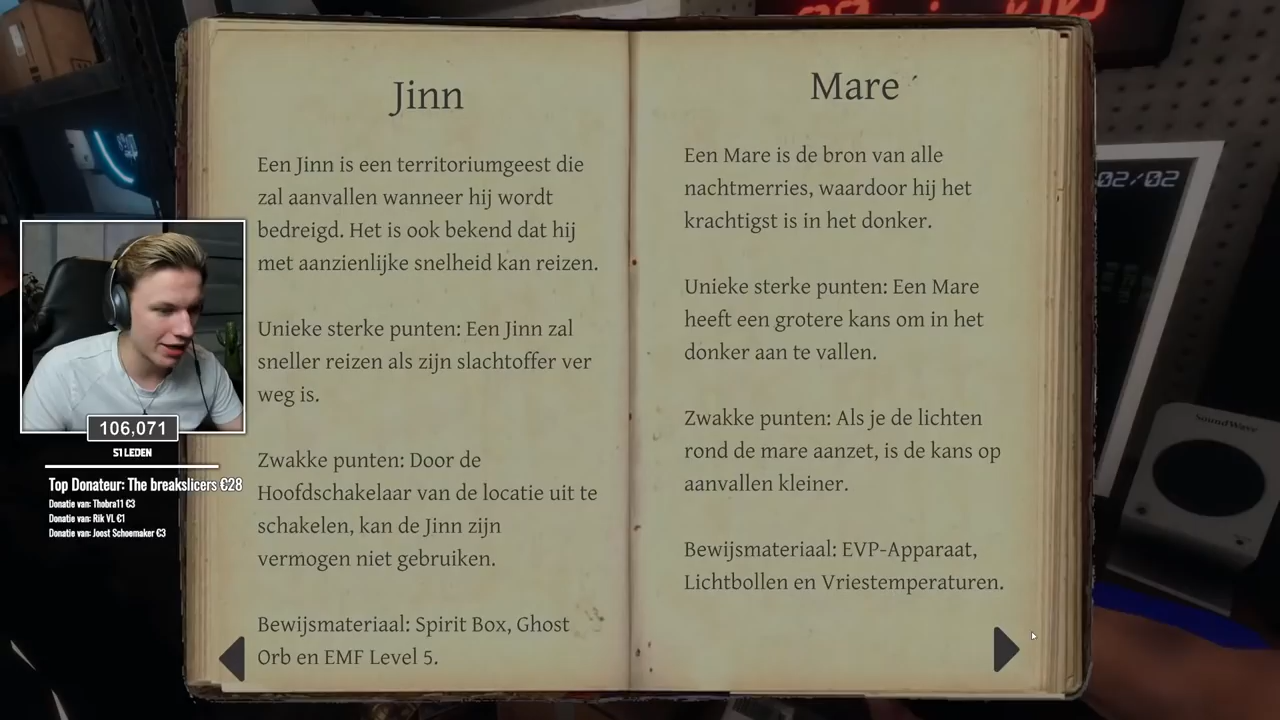 Jinn
Een Jinn is een territoriumgeest die
zal aanvallen wanneer hij wordt
bedreigd. Het is ook bekend dat hij
met aanzienlijke snelheid kan reizen.
Unieke sterke punten: Een Jinn zal
sneller reizen als zijn slachtoffer ver
weg is.
Zwakke punten: Door de
Hoofdschakelaar van de locatie uit te
schakelen, kan de Jinn zijn
vermogen niet gebruiken.
Bewijsmateriaal: Spirit Box, Ghost
Orb en EMF Level 5.
Mare
Een Mare is de bron van alle
nachtmerries, waardoor hij het
krachtigst is in het donker.
Unieke sterke punten: Een Mare
heeft een grotere kans om in het
donker aan te vallen.
Zwakke punten: Als je de lichten
rond de mare aanzet, is de kans op
aanvallen kleiner.
Bewijsmateriaal: EVP-Apparaat,
Lichtbollen en Vriestemperaturen.
106,071
51 LEDEN
Top Donateur: The breakslicers €28
Donatie van: Thobra11 €3
Donatie van: Rik VL €1
Donatie van: Joost Schoemaker €3
02/02
SoundWave